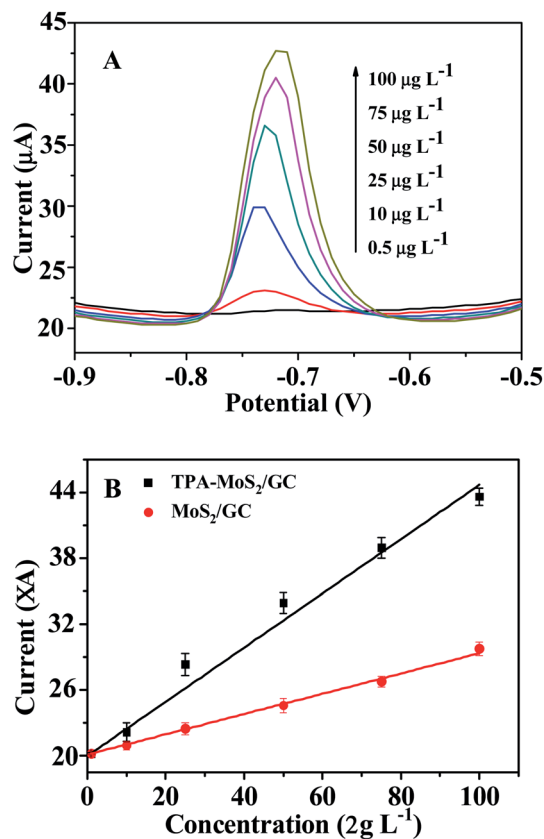 A
45
40
35
30
25
20
Current (μA)
100 μg L⁻¹
75 μg L⁻¹
50 μg L⁻¹
25 μg L⁻¹
10 μg L⁻¹
0.5 μg L⁻¹
-0.9 -0.8 -0.7 -0.6 -0.5
Potential (V)
B
TPA-MoS₂/GC
MoS₂/GC
44
38
32
26
20
Current (XA)
0 20 40 60 80 100
Concentration (2g L⁻¹)